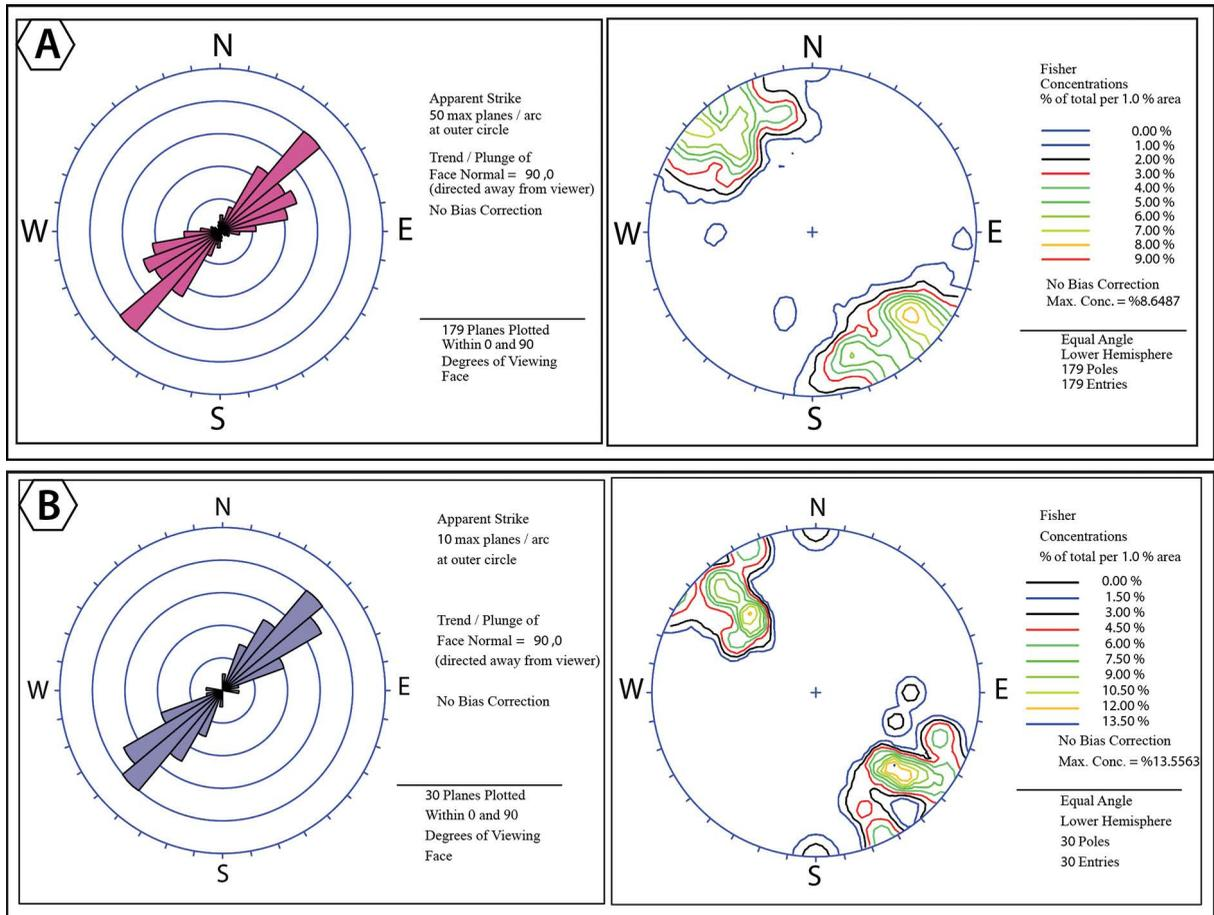 A
N
W
E
S
Apparent Strike
50 max planes / arc
at outer circle
Trend / Plunge of
Face Normal = 90 ,0
(directed away from viewer)
No Bias Correction
179 Planes Plotted
Within 0 and 90
Degrees of Viewing
Face
N
W
E
S
Fisher
Concentrations
% of total per 1.0 % area
0.00 %
1.00 %
2.00 %
3.00 %
4.00 %
5.00 %
6.00 %
7.00 %
8.00 %
9.00 %
No Bias Correction
Max. Conc. = %8.6487
Equal Angle
Lower Hemisphere
179 Poles
179 Entries
B
N
W
E
S
Apparent Strike
10 max planes / arc
at outer circle
Trend / Plunge of
Face Normal = 90 ,0
(directed away from viewer)
No Bias Correction
30 Planes Plotted
Within 0 and 90
Degrees of Viewing
Face
N
W
E
S
Fisher
Concentrations
% of total per 1.0 % area
0.00 %
1.50 %
3.00 %
4.50 %
6.00 %
7.50 %
9.00 %
10.50 %
12.00 %
13.50 %
No Bias Correction
Max. Conc. = %13.5563
Equal Angle
Lower Hemisphere
30 Poles
30 Entries